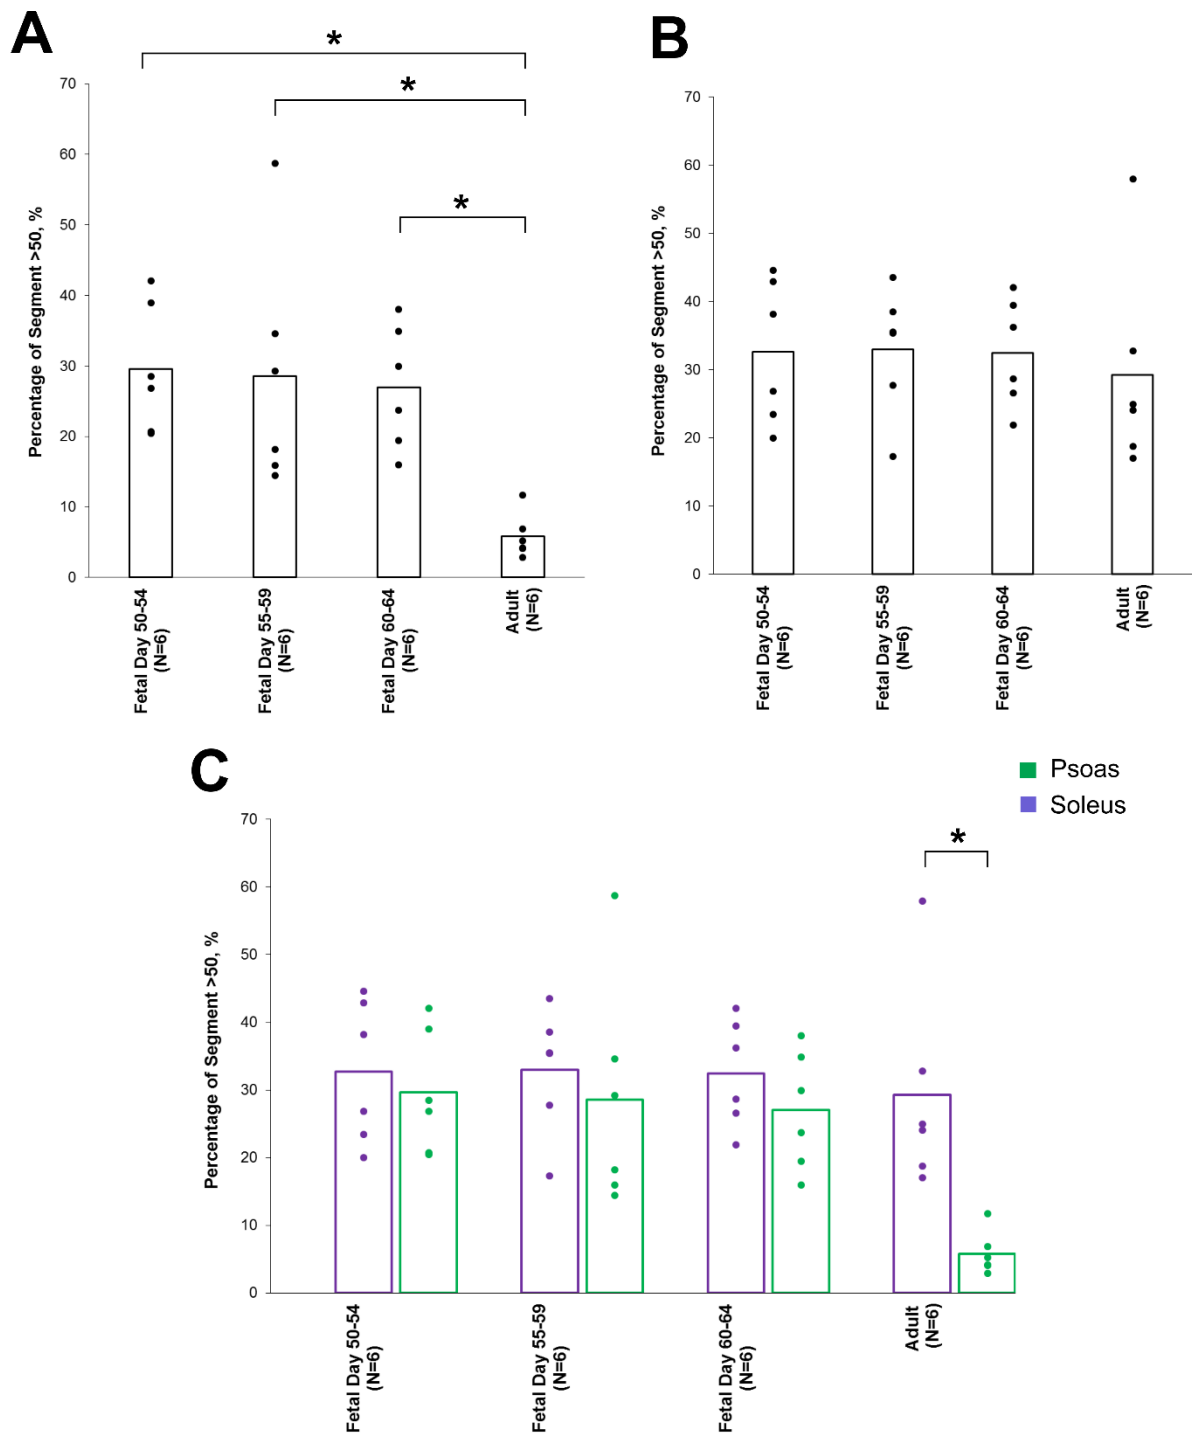 A
*
*
*
70
60
50
40
30
20
10
0
Percentage of Segment >50, %
Fetal Day 50-54
(N=6)
Fetal Day 55-59
(N=6)
Fetal Day 60-64
(N=6)
Adult
(N=6)
B
70
60
50
40
30
20
10
0
Percentage of Segment >50, %
Fetal Day 50-54
(N=6)
Fetal Day 55-59
(N=6)
Fetal Day 60-64
(N=6)
Adult
(N=6)
C
Psoas
Soleus
*
70
60
50
40
30
20
10
0
Percentage of Segment >50, %
Fetal Day 50-54
(N=6)
Fetal Day 55-59
(N=6)
Fetal Day 60-64
(N=6)
Adult
(N=6)